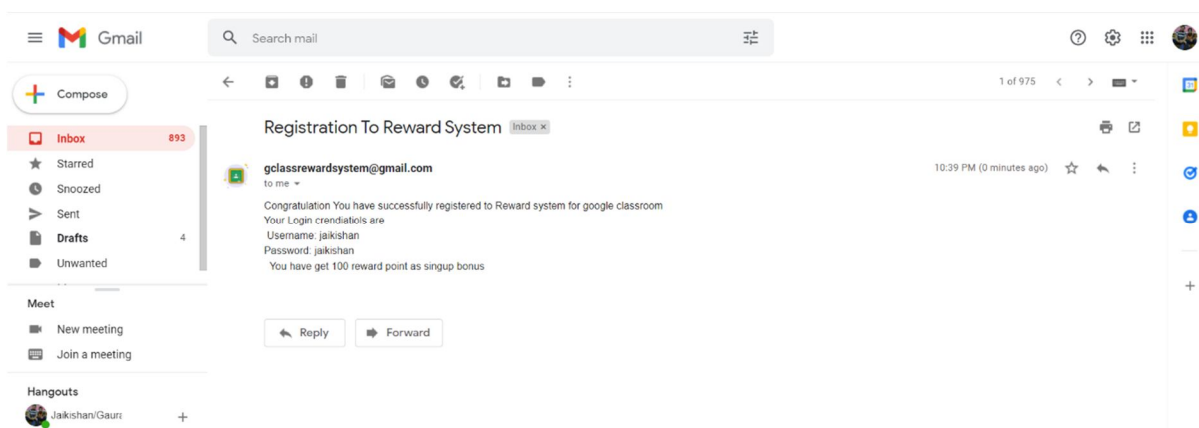 Gmail
Search mail
Compose
1 of 975
Inbox 893
Starred
Snoozed
Sent
Drafts 4
Unwanted
Meet
New meeting
Join a meeting
Hangouts
Jaikishan/Gaura
Registration To Reward System Inbox ×
gclassrewardsystem@gmail.com 10:39 PM (0 minutes ago)
to me
Congratulation You have successfully registered to Reward system for google classroom
Your Login crendiatiols are
Username: jaikishan
Password: jaikishan
You have get 100 reward point as singup bonus
Reply Forward
31